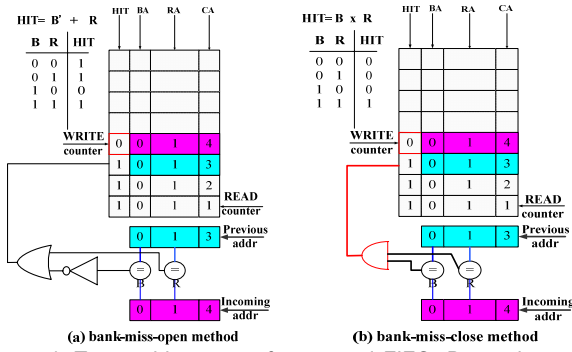 HIT= B' + R
B R HIT
0 0 1
0 1 1
1 0 0
1 1 1
HIT BA RA CA
WRITE
counter
0 0 1 4
1 0 1 3
1 0 1 2
1 0 1 1
READ
counter
0 1 3
Previous
addr
= =
B R
0 1 4
Incoming
addr
(a) bank-miss-open method
HIT= B x R
B R HIT
0 0 0
0 1 0
1 0 0
1 1 1
HIT BA RA CA
WRITE
counter
0 0 1 4
1 0 1 3
1 0 1 2
1 0 1 1
READ
counter
0 1 3
Previous
addr
= =
B R
0 1 4
Incoming
addr
(b) bank-miss-close method